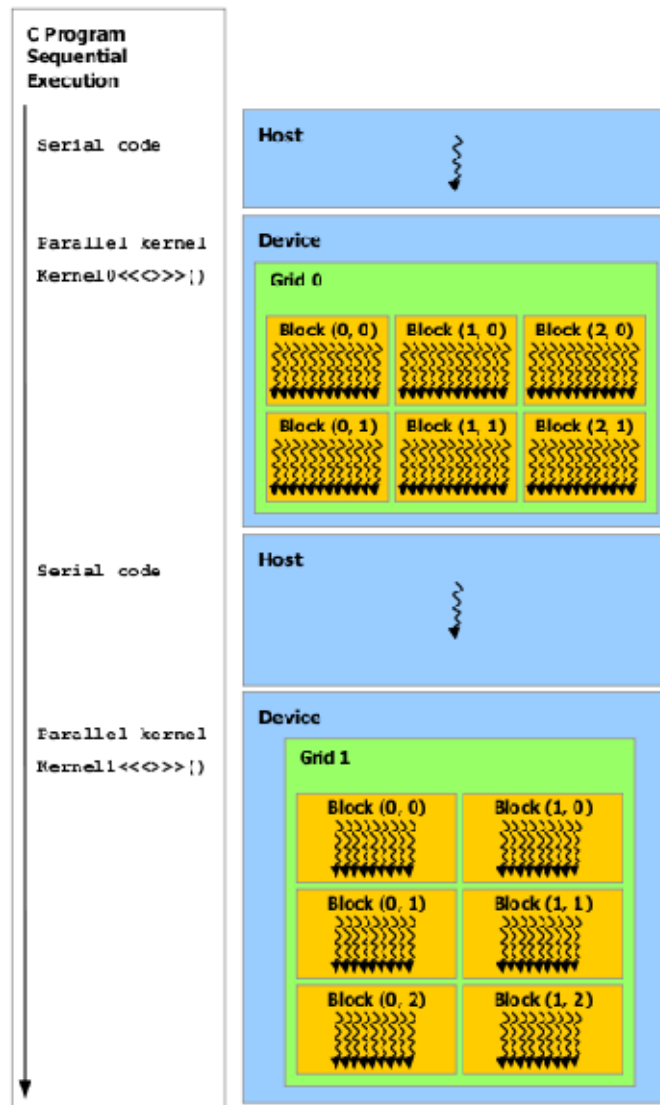 C Program
Sequential
Execution
Serial code
Host
Parallel kernel
Kernel0<<<>>>()
Device
Grid 0
Block (0, 0)
Block (1, 0)
Block (2, 0)
Block (0, 1)
Block (1, 1)
Block (2, 1)
Serial code
Host
Parallel kernel
Kernel1<<<>>>()
Device
Grid 1
Block (0, 0)
Block (1, 0)
Block (0, 1)
Block (1, 1)
Block (0, 2)
Block (1, 2)